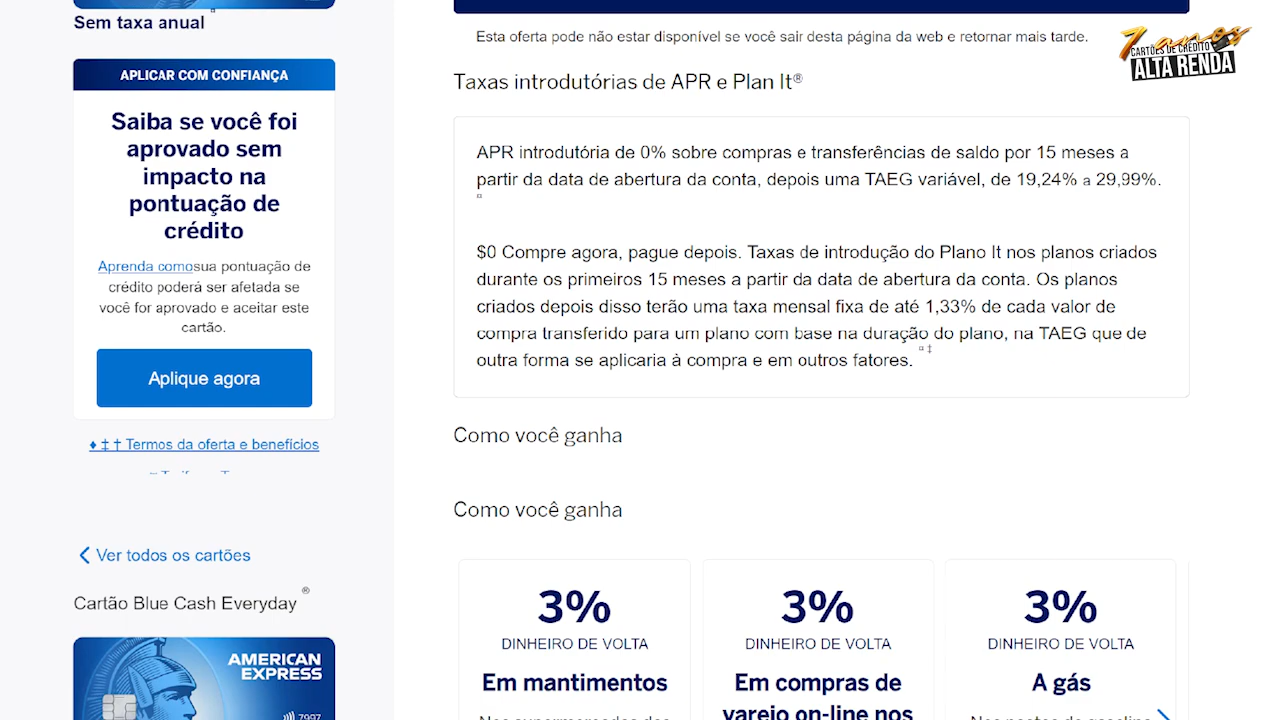 Sem taxa anual
APLICAR COM CONFIANÇA
Saiba se você foi
aprovado sem
impacto na
pontuação de
crédito
Aprenda comosua pontuação de
crédito poderá ser afetada se
você for aprovado e aceitar este
cartão.
Aplique agora
♦ ‡ † Termos da oferta e benefícios
Ver todos os cartões
Cartão Blue Cash Everyday ®
AMERICAN
EXPRESS
7997
Esta oferta pode não estar disponível se você sair desta página da web e retornar mais tarde.
Taxas introdutórias de APR e Plan It®
APR introdutória de 0% sobre compras e transferências de saldo por 15 meses a
partir da data de abertura da conta, depois uma TAEG variável, de 19,24% a 29,99%.
¤
$0 Compre agora, pague depois. Taxas de introdução do Plano It nos planos criados
durante os primeiros 15 meses a partir da data de abertura da conta. Os planos
criados depois disso terão uma taxa mensal fixa de até 1,33% de cada valor de
compra transferido para um plano com base na duração do plano, na TAEG que de
outra forma se aplicaria à compra e em outros fatores. ¤ ‡
Como você ganha
Como você ganha
3%
DINHEIRO DE VOLTA
Em mantimentos
3%
DINHEIRO DE VOLTA
Em compras de
varejo on-line nos
3%
DINHEIRO DE VOLTA
A gás
7 anos
CARTÕES DE CRÉDITO
ALTA RENDA